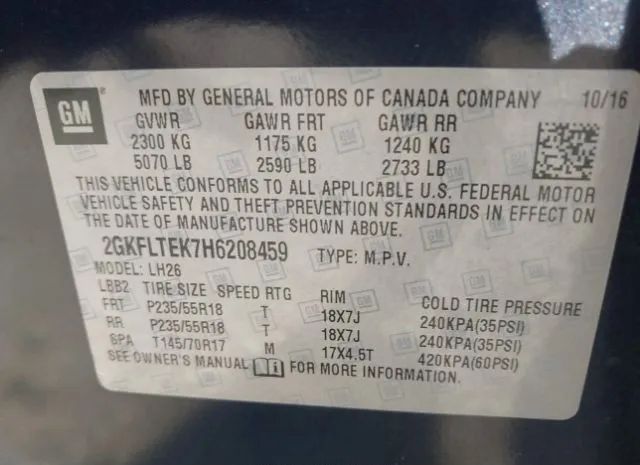 GM ® MFD BY GENERAL MOTORS OF CANADA COMPANY 10/16
GVWR GAWR FRT GAWR RR
2300 KG 1175 KG 1240 KG
5070 LB 2590 LB 2733 LB
THIS VEHICLE CONFORMS TO ALL APPLICABLE U.S. FEDERAL MOTOR
VEHICLE SAFETY AND THEFT PREVENTION STANDARDS IN EFFECT ON
THE DATE OF MANUFACTURE SHOWN ABOVE.
2GKFLTEK7H6208459 TYPE: M.P.V.
MODEL: LH26
LBB2 TIRE SIZE SPEED RTG RIM COLD TIRE PRESSURE
FRT P235/55R18 T 18X7J 240KPA(35PSI)
RR P235/55R18 T 18X7J 240KPA(35PSI)
SPA T145/70R17 M 17X4.5T 420KPA(60PSI)
SEE OWNER'S MANUAL FOR MORE INFORMATION.